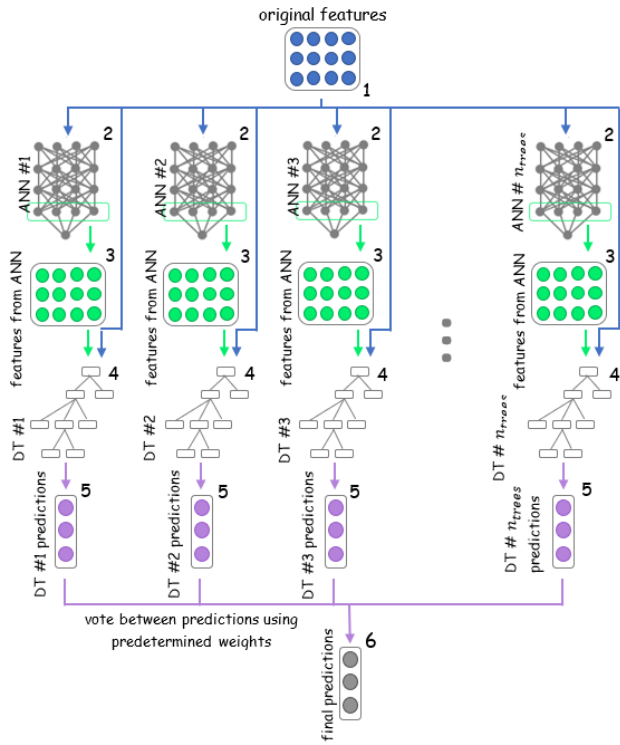 original features
1
2
2
2
2
ANN #1
ANN #2
ANN #3
ANN # n_trees
3
3
3
3
features from ANN
features from ANN
features from ANN
features from ANN
4
4
4
4
DT #1
DT #2
DT #3
DT # n_trees
5
5
5
5
DT #1 predictions
DT #2 predictions
DT #3 predictions
DT # n_trees
predictions
vote between predictions using
predetermined weights
6
final predictions